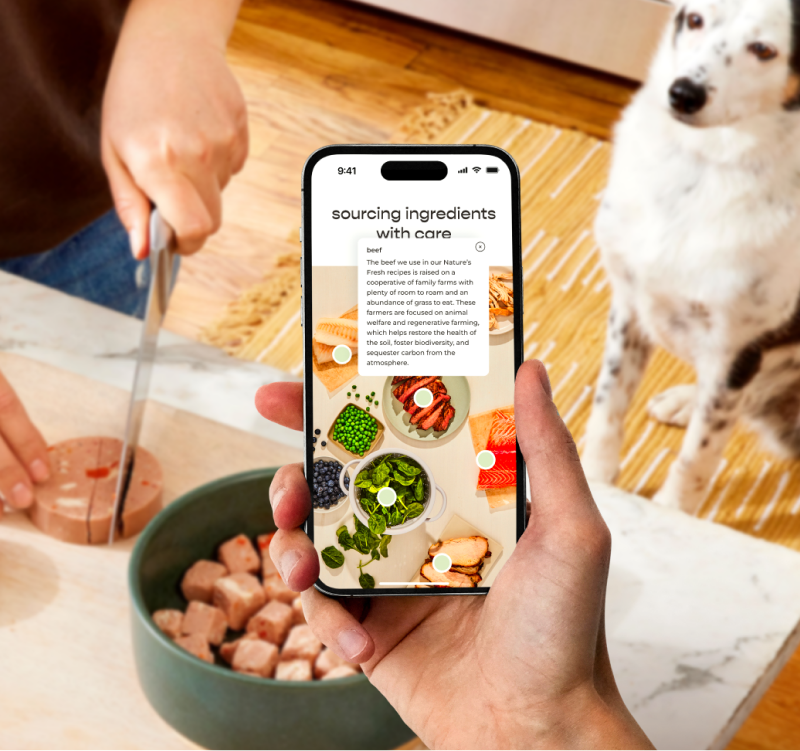 9:41
sourcing ingredients
with care
beef
The beef we use in our Nature's
Fresh recipes is raised on a
cooperative of family farms with
plenty of room to roam and an
abundance of grass to eat. These
farmers are focused on animal
welfare and regenerative farming,
which helps restore the health of
the soil, foster biodiversity, and
sequester carbon from the
atmosphere.